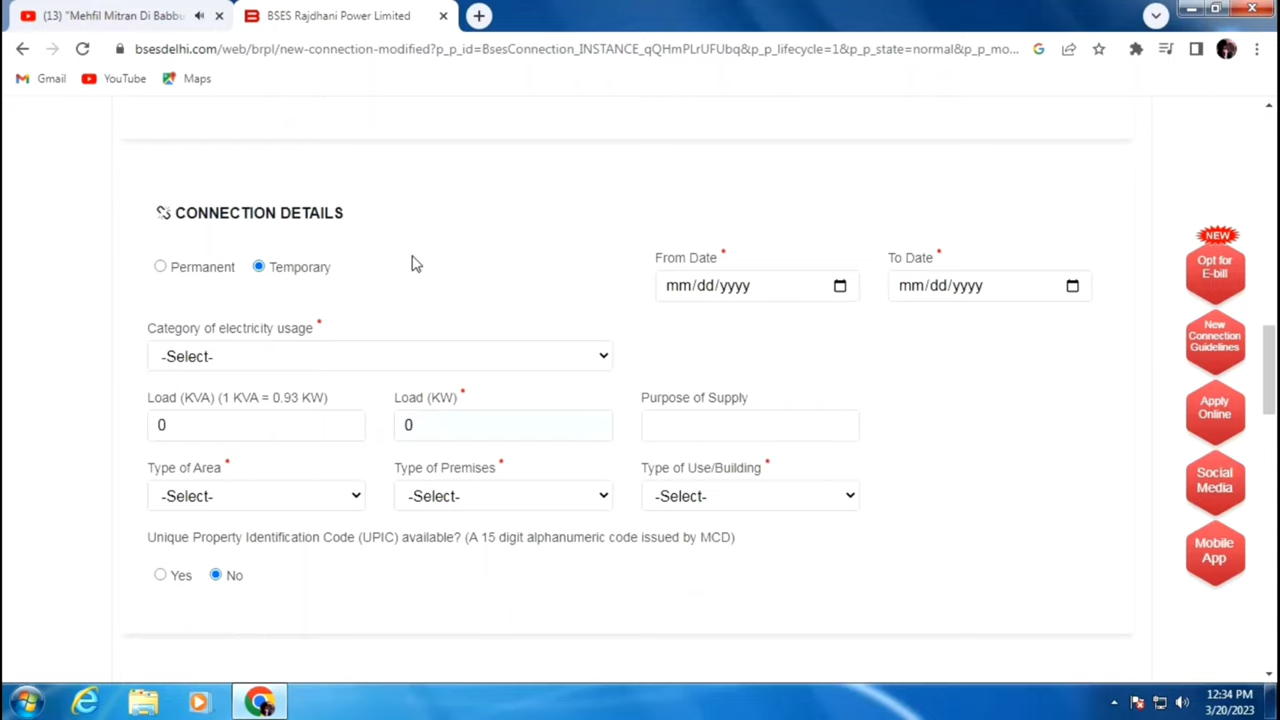 (13) "Mehfil Mitran Di Babbu
BSES Rajdhani Power Limited
bsesdelhi.com/web/brpl/new-connection-modified?p_p_id=BsesConnection_INSTANCE_qQHmPLrUFUbq&p_p_lifecycle=1&p_p_state=normal&p_p_mo...
Gmail YouTube Maps
CONNECTION DETAILS
Permanent Temporary
From Date * To Date *
mm/dd/yyyy mm/dd/yyyy
Category of electricity usage *
-Select-
Load (KVA) (1 KVA = 0.93 KW) Load (KW) * Purpose of Supply
0 0
Type of Area * Type of Premises * Type of Use/Building *
-Select- -Select- -Select-
Unique Property Identification Code (UPIC) available? (A 15 digit alphanumeric code issued by MCD)
Yes No
NEW
Opt for
E-bill
New
Connection
Guidelines
Apply
Online
Social
Media
Mobile
App
12:34 PM
3/20/2023